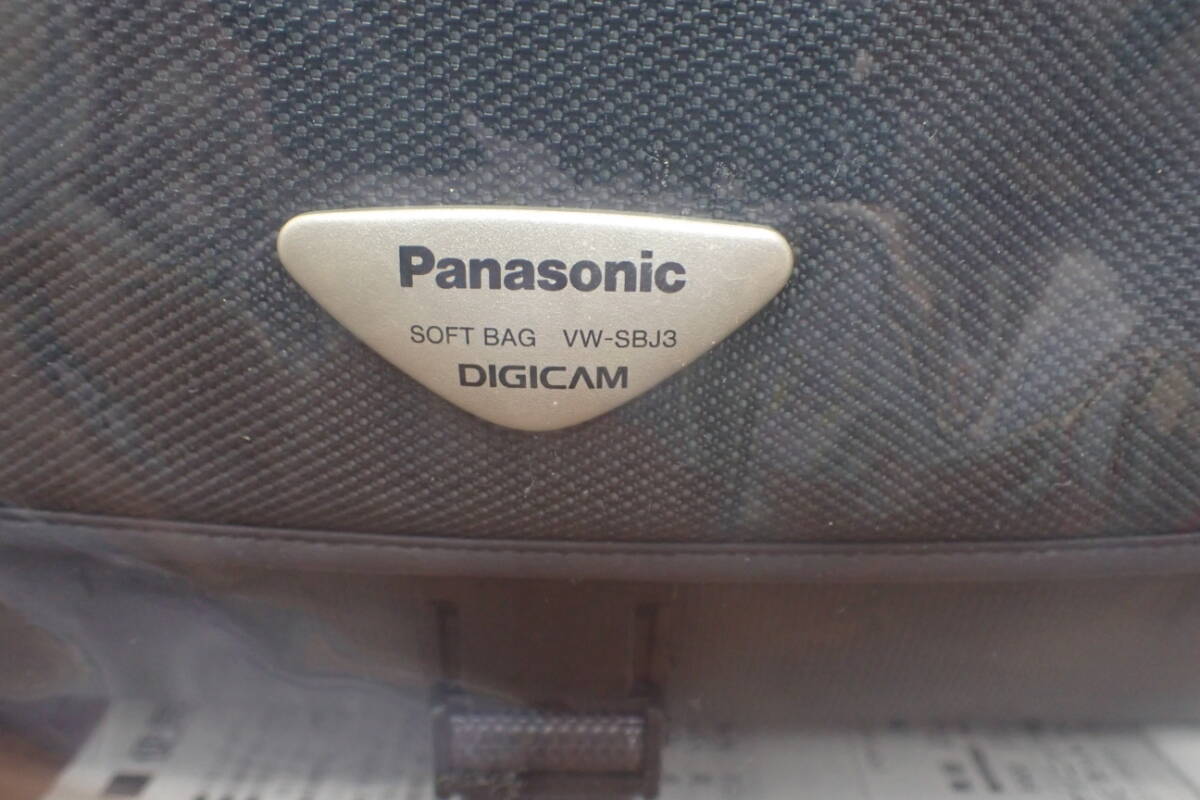 Panasonic
SOFT BAG VW-SBJ3
DIGICAM